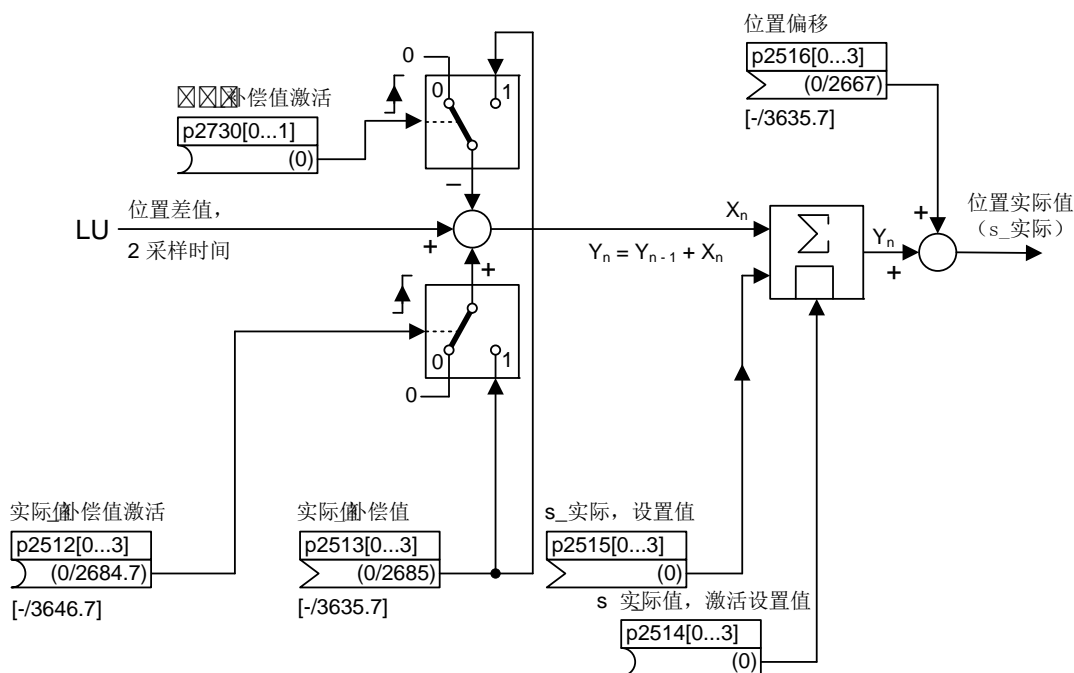 位置偏移
p2516[0...3]
(0/2667)
[-/3635.7]
补偿值激活
p2730[0...1]
(0)
0
0
1
−
LU
位置差值，
2 采样时间
+
+
Xn
Yn = Yn - 1 + Xn
Σ
Yn
+
+
位置实际值
（s_实际）
0
1
0
实际值_补偿值激活
p2512[0...3]
(0/2684.7)
[-/3646.7]
实际值_补偿值
p2513[0...3]
(0/2685)
[-/3635.7]
s_实际，设置值
p2515[0...3]
(0)
s_实际值，激活设置值
p2514[0...3]
(0)